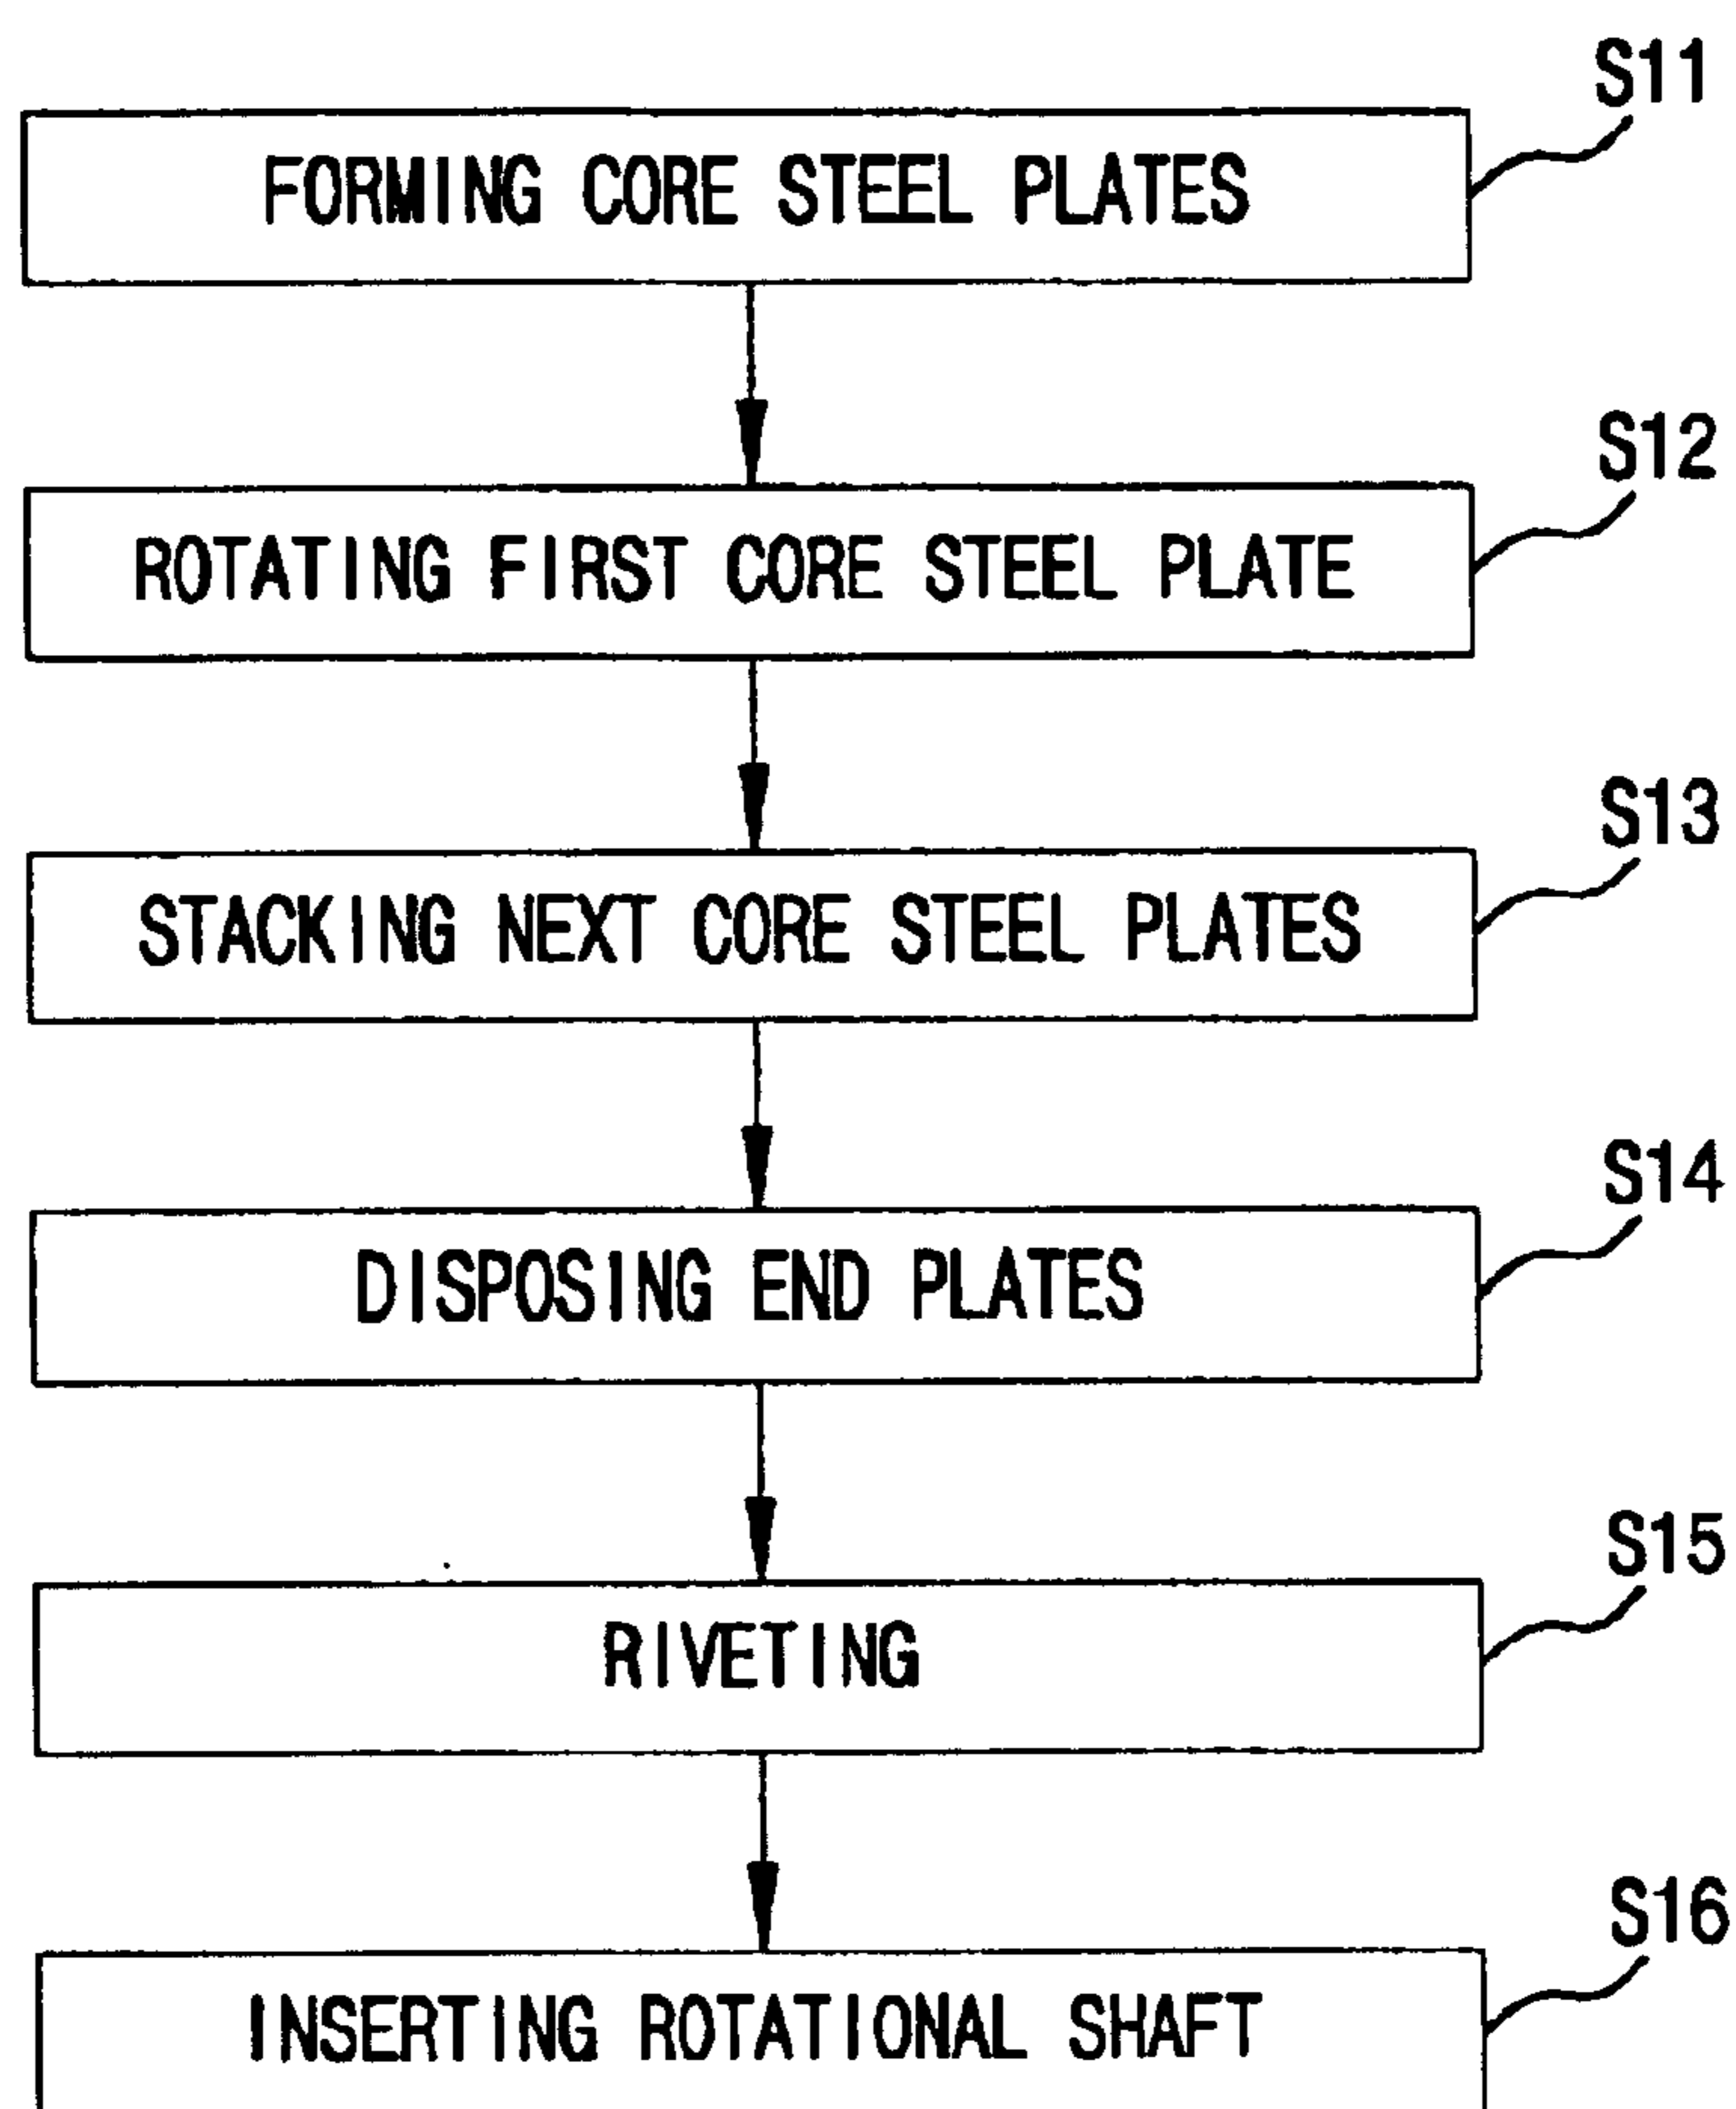 S11
FORMING CORE STEEL PLATES
S12
ROTATING FIRST CORE STEEL PLATE
S13
STACKING NEXT CORE STEEL PLATES
S14
DISPOSING END PLATES
S15
RIVETING
S16
INSERTING ROTATIONAL SHAFT